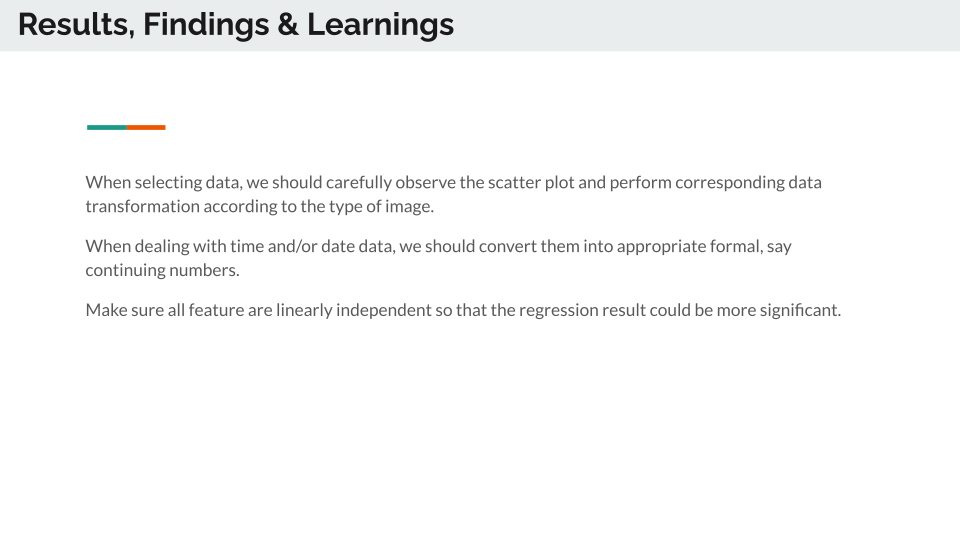 Results, Findings & Learnings
When selecting data, we should carefully observe the scatter plot and perform corresponding data
transformation according to the type of image.
When dealing with time and/or date data, we should convert them into appropriate formal, say
continuing numbers.
Make sure all feature are linearly independent so that the regression result could be more significant.